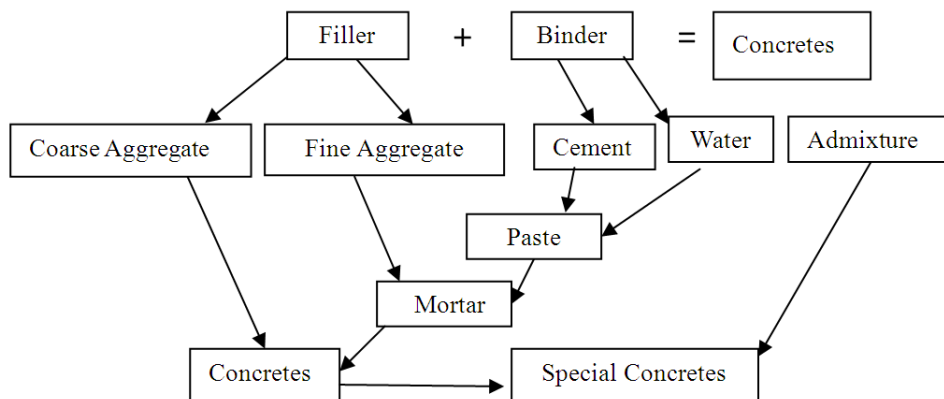 Filler + Binder = Concretes
Coarse Aggregate Fine Aggregate Cement Water Admixture
Paste
Mortar
Concretes Special Concretes